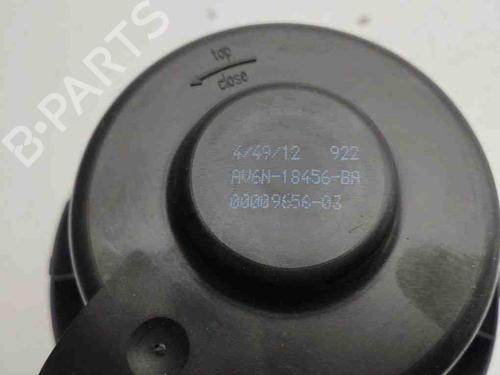 top
close
4/49/12 922
AV6N-18456-BA
00009656-03
B-PARTS